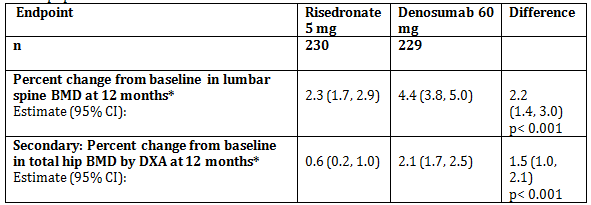 Endpoint Risedronate 5 mg Denosumab 60 mg Difference
n 230 229
Percent change from baseline in lumbar
spine BMD at 12 months*
Estimate (95% CI): 2.3 (1.7, 2.9) 4.4 (3.8, 5.0) 2.2 (1.4, 3.0) p< 0.001
Secondary: Percent change from baseline
in total hip BMD by DXA at 12 months*
Estimate (95% CI): 0.6 (0.2, 1.0) 2.1 (1.7, 2.5) 1.5 (1.0, 2.1) p< 0.001